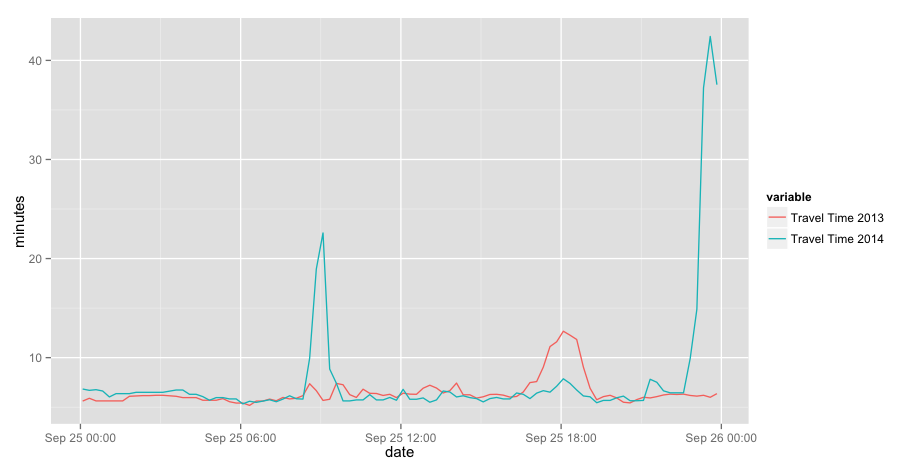 40
30
20
10
minutes
Sep 25 00:00
Sep 25 06:00
Sep 25 12:00
Sep 25 18:00
Sep 26 00:00
date
variable
Travel Time 2013
Travel Time 2014